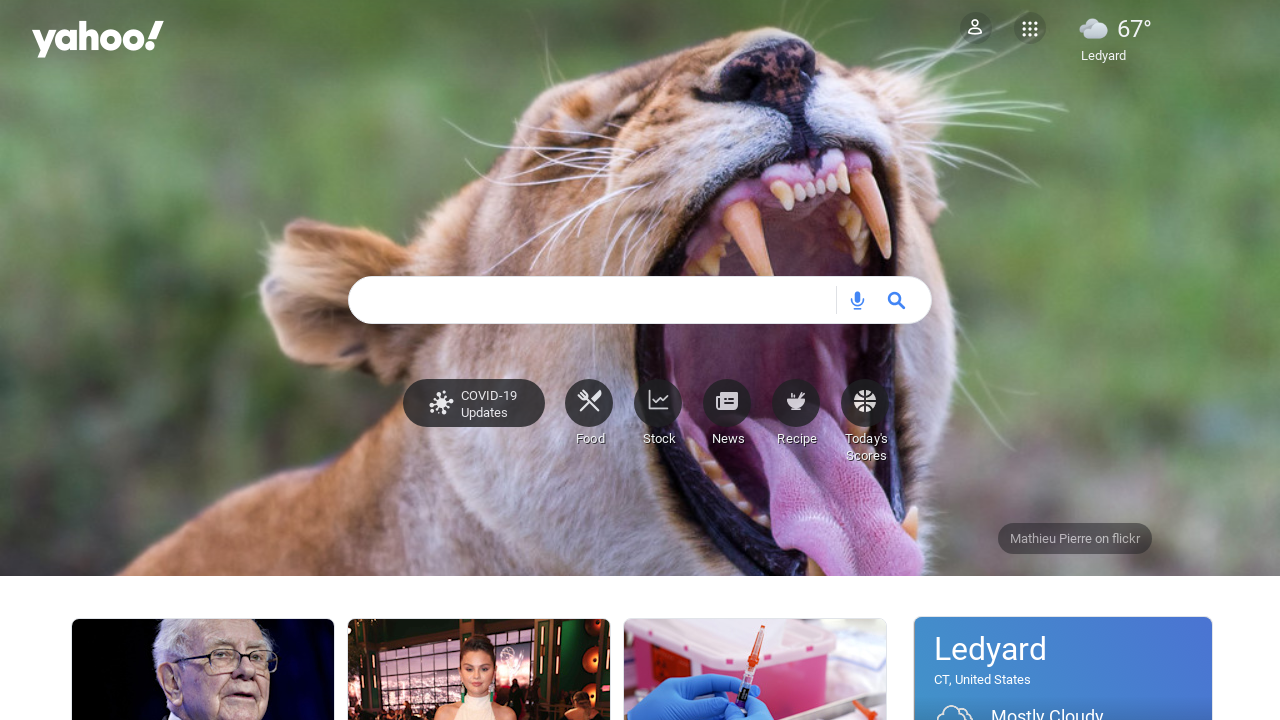 yahoo!
67°
Ledyard
COVID-19
Updates
Food
Stock
News
Recipe
Today's
Scores
Mathieu Pierre on flickr
Ledyard
CT, United States
Mostly Cloudy